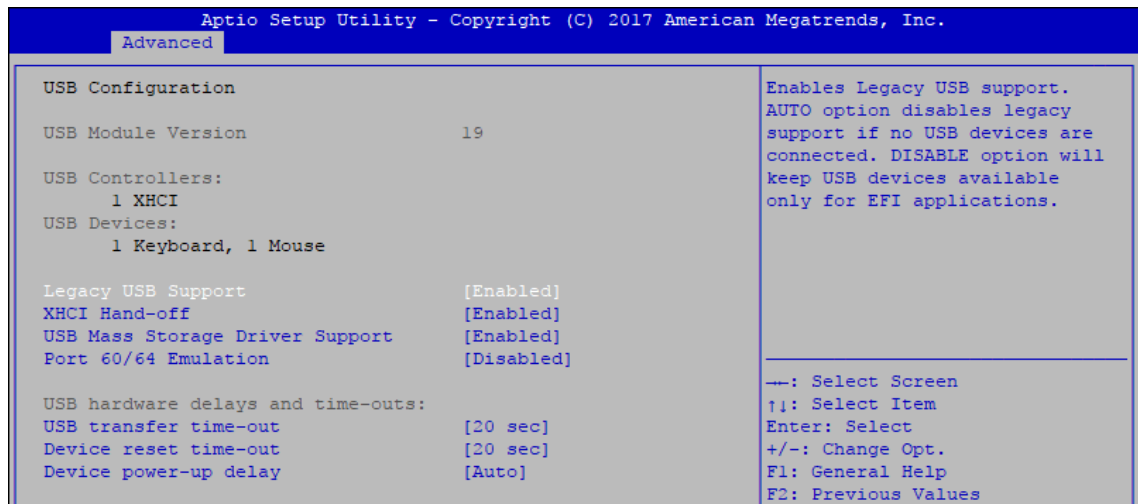 Aptio Setup Utility - Copyright (C) 2017 American Megatrends, Inc.
Advanced
USB Configuration
USB Module Version 19
USB Controllers:
1 XHCI
USB Devices:
1 Keyboard, 1 Mouse
Legacy USB Support [Enabled]
XHCI Hand-off [Enabled]
USB Mass Storage Driver Support [Enabled]
Port 60/64 Emulation [Disabled]
USB hardware delays and time-outs:
USB transfer time-out [20 sec]
Device reset time-out [20 sec]
Device power-up delay [Auto]
Enables Legacy USB support.
AUTO option disables legacy
support if no USB devices are
connected. DISABLE option will
keep USB devices available
only for EFI applications.
→←: Select Screen
↑↓: Select Item
Enter: Select
+/-: Change Opt.
F1: General Help
F2: Previous Values